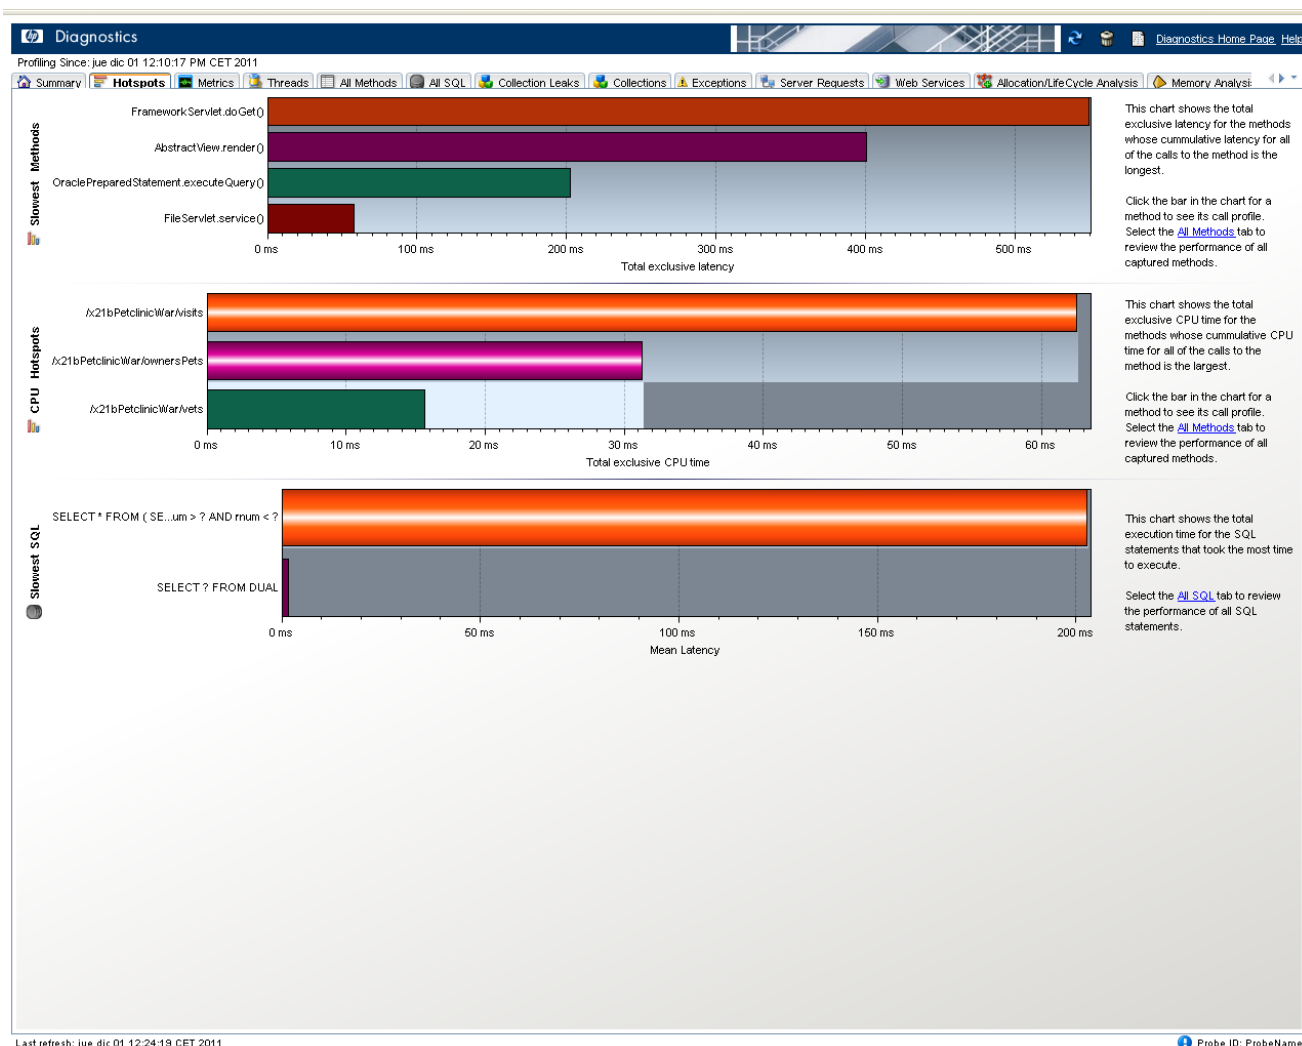 hp Diagnostics
Diagnostics Home Page Help
Profiling Since: jue dic 01 12:10:17 PM CET 2011
Summary Hotspots Metrics Threads All Methods All SQL Collection Leaks Collections Exceptions Server Requests Web Services Allocation/LifeCycle Analysis Memory Analysi
Slowest Methods
FrameworkServlet.doGet()
AbstractView.render()
OraclePreparedStatement.executeQuery()
FileServlet.service()
0 ms 100 ms 200 ms 300 ms 400 ms 500 ms
Total exclusive latency
This chart shows the total
exclusive latency for the methods
whose cummulative latency for all
of the calls to the method is the
longest.
Click the bar in the chart for a
method to see its call profile.
Select the All Methods tab to
review the performance of all
captured methods.
CPU Hotspots
/x21bPetclinicWar/visits
/x21bPetclinicWar/ownersPets
/x21bPetclinicWar/vets
0 ms 10 ms 20 ms 30 ms 40 ms 50 ms 60 ms
Total exclusive CPU time
This chart shows the total
exclusive CPU time for the
methods whose cummulative CPU
time for all of the calls to the
method is the largest.
Click the bar in the chart for a
method to see its call profile.
Select the All Methods tab to
review the performance of all
captured methods.
Slowest SQL
SELECT * FROM ( SE...um > ? AND rnum < ?
SELECT ? FROM DUAL
0 ms 50 ms 100 ms 150 ms 200 ms
Mean Latency
This chart shows the total
execution time for the SQL
statements that took the most time
to execute.
Select the All SQL tab to review
the performance of all SQL
statements.
Last refresh: jue dic 01 12:24:19 CET 2011
Probe ID: ProbeName